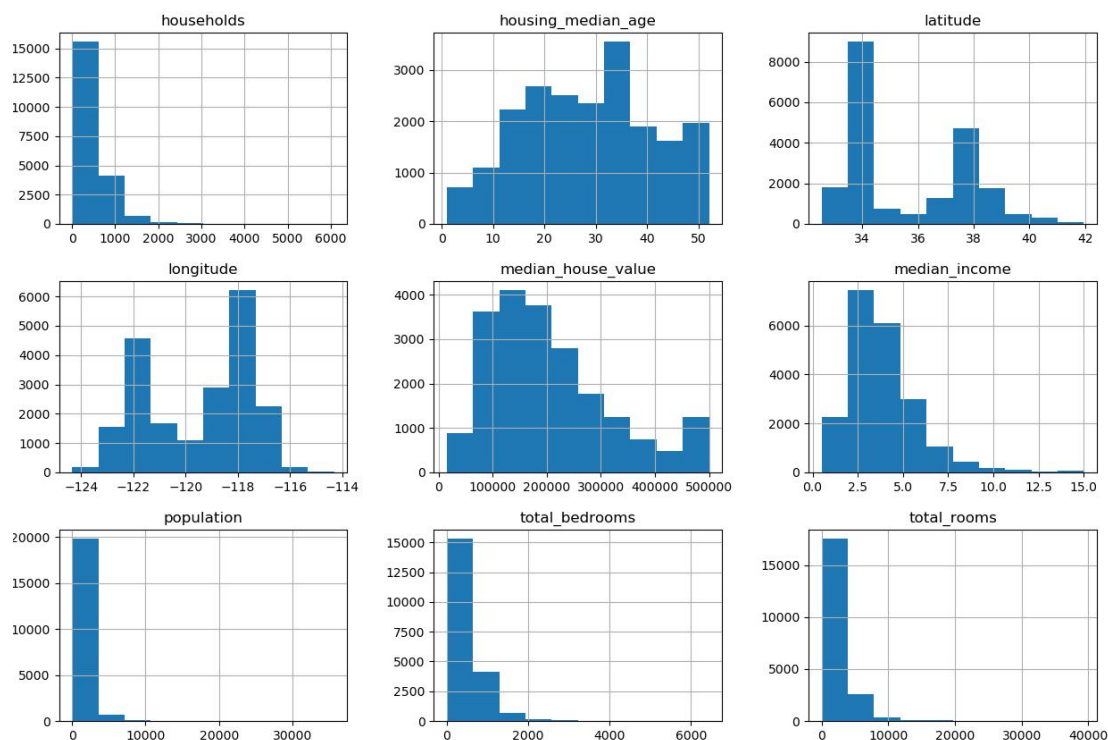 households
15000
12500
10000
7500
5000
2500
0
0 1000 2000 3000 4000 5000 6000
housing_median_age
3000
2000
1000
0
0 10 20 30 40 50
latitude
8000
6000
4000
2000
0
34 36 38 40 42
longitude
6000
5000
4000
3000
2000
1000
0
−124 −122 −120 −118 −116 −114
median_house_value
4000
3000
2000
1000
0
0 100000 200000 300000 400000 500000
median_income
6000
4000
2000
0
0.0 2.5 5.0 7.5 10.0 12.5 15.0
population
20000
15000
10000
5000
0
0 10000 20000 30000
total_bedrooms
15000
12500
10000
7500
5000
2500
0
0 2000 4000 6000
total_rooms
15000
10000
5000
0
0 10000 20000 30000 40000